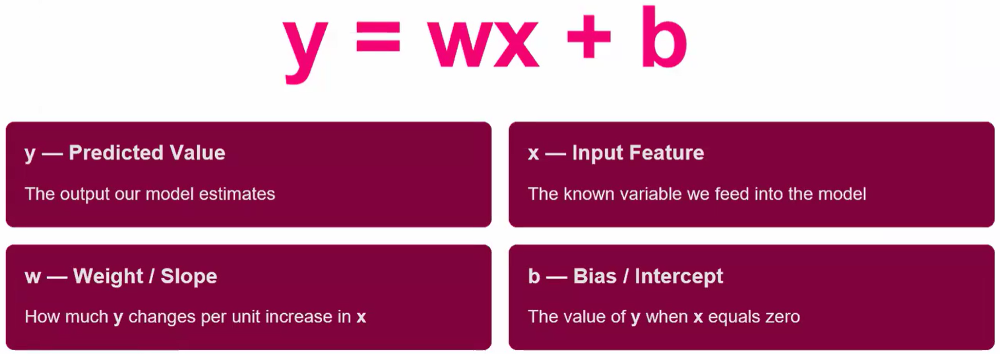 y = wx + b
y — Predicted Value
The output our model estimates
x — Input Feature
The known variable we feed into the model
w — Weight / Slope
How much y changes per unit increase in x
b — Bias / Intercept
The value of y when x equals zero